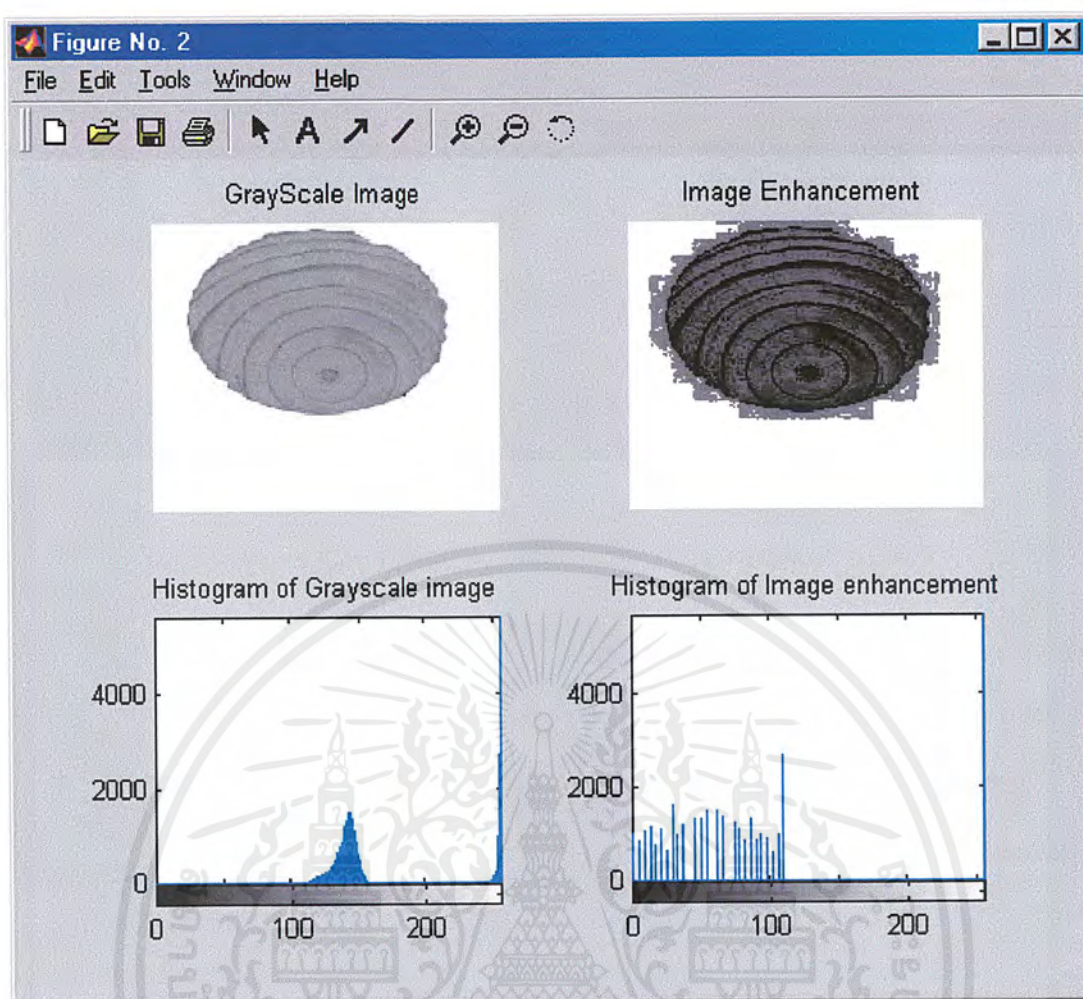 Figure No. 2
File Edit Tools Window Help
A
GrayScale Image
Image Enhancement
Histogram of Grayscale image
4000
2000
0
0 100 200
Histogram of Image enhancement
4000
2000
0
0 100 200